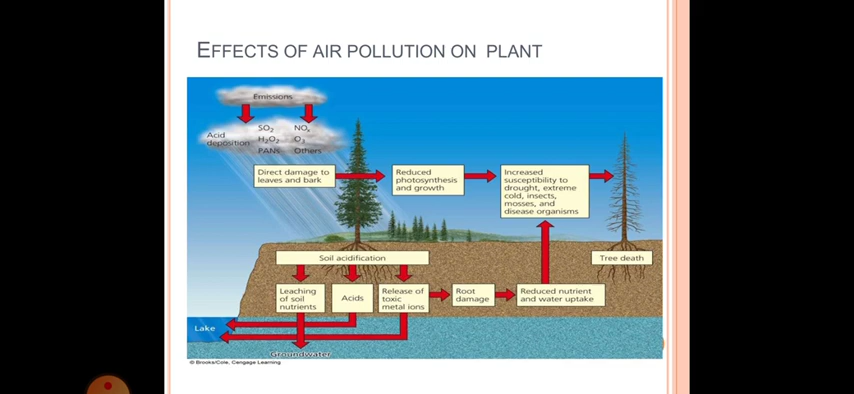 EFFECTS OF AIR POLLUTION ON PLANT
Emissions
Acid
deposition
SO2 NOx
H2O2 O3
PANs Others
Direct damage to
leaves and bark
Reduced
photosynthesis
and growth
Increased
susceptibility to
drought, extreme
cold, insects,
mosses, and
disease organisms
Soil acidification
Tree death
Leaching
of soil
nutrients
Acids
Release of
toxic
metal ions
Root
damage
Reduced nutrient
and water uptake
Lake
Groundwater
© Brooks/Cole, Cengage Learning